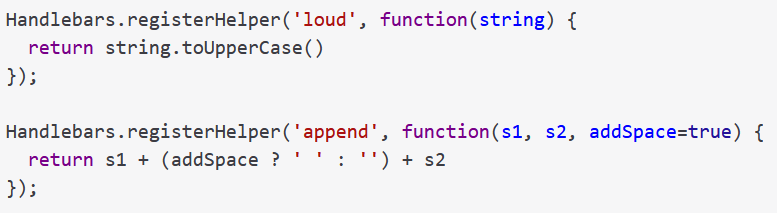 Handlebars.registerHelper('loud', function(string) {
  return string.toUpperCase()
});

Handlebars.registerHelper('append', function(s1, s2, addSpace=true) {
  return s1 + (addSpace ? ' ' : '') + s2
});